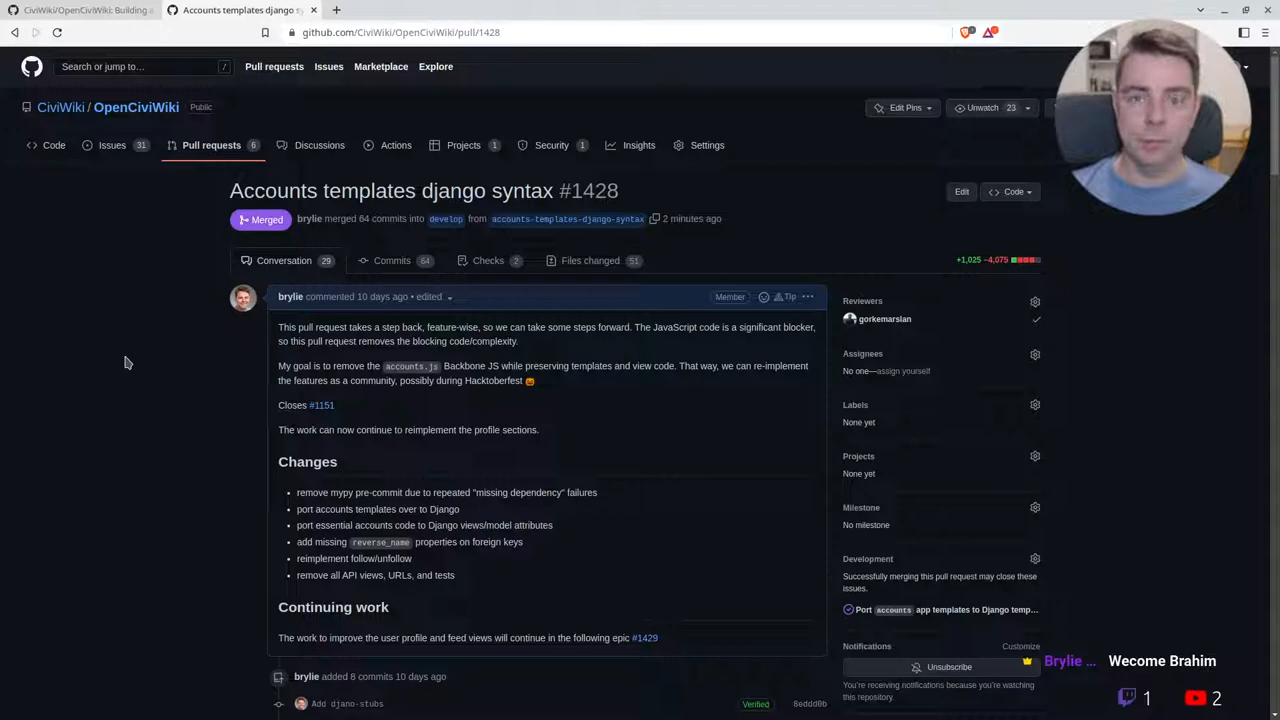 CiviWiki/OpenCiviWiki: Building a
Accounts templates django sy
github.com/CiviWiki/OpenCiviWiki/pull/1428
Search or jump to…
/
Pull requests
Issues
Marketplace
Explore
CiviWiki / OpenCiviWiki
Public
Edit Pins
Unwatch 23
Code
Issues 31
Pull requests 6
Discussions
Actions
Projects 1
Security 1
Insights
Settings
Accounts templates django syntax #1428
Edit
Code
Merged
brylie merged 64 commits into develop from accounts-templates-django-syntax 2 minutes ago
Conversation 29
Commits 64
Checks 2
Files changed 51
+1,025 −4,075
brylie commented 10 days ago • edited
Member
Tip
This pull request takes a step back, feature-wise, so we can take some steps forward. The JavaScript code is a significant blocker,
so this pull request removes the blocking code/complexity.
My goal is to remove the accounts.js Backbone JS while preserving templates and view code. That way, we can re-implement
the features as a community, possibly during Hacktoberfest 🎃
Closes #1151
The work can now continue to reimplement the profile sections.
Changes
• remove mypy pre-commit due to repeated "missing dependency" failures
• port accounts templates over to Django
• port essential accounts code to Django views/model attributes
• add missing reverse_name properties on foreign keys
• reimplement follow/unfollow
• remove all API views, URLs, and tests
Continuing work
The work to improve the user profile and feed views will continue in the following epic #1429
brylie added 8 commits 10 days ago
Add djano-stubs
Verified
8eddd0b
Reviewers
gorkemarslan
Assignees
No one—assign yourself
Labels
None yet
Projects
None yet
Milestone
No milestone
Development
Successfully merging this pull request may close these
issues.
Port accounts app templates to Django temp…
Notifications
Customize
Unsubscribe
You're receiving notifications because you're watching
this repository.
Brylie … Wecome Brahim
1
2